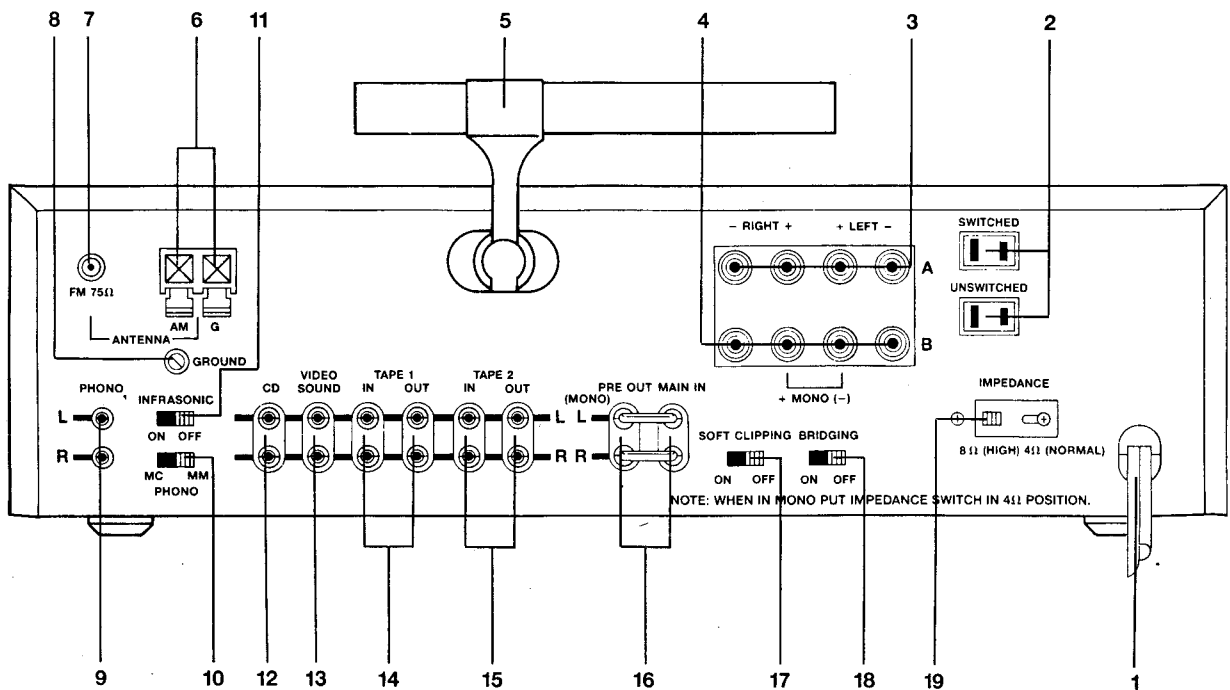 8 7 6 11 5 4 3 2
− RIGHT + + LEFT −
SWITCHED
A
FM 75Ω
UNSWITCHED
AM G
ANTENNA
B
GROUND
PHONO
1
INFRASONIC
ON OFF
CD
VIDEO
SOUND
TAPE 1
IN OUT
TAPE 2
IN OUT
PRE OUT MAIN IN
(MONO)
+ MONO (−)
IMPEDANCE
L L L
8 Ω (HIGH) 4Ω (NORMAL)
SOFT CLIPPING BRIDGING
R R R
MC MM
PHONO
ON OFF ON OFF
NOTE: WHEN IN MONO PUT IMPEDANCE SWITCH IN 4Ω POSITION.
9 10 12 13 14 15 16 17 18 19 1